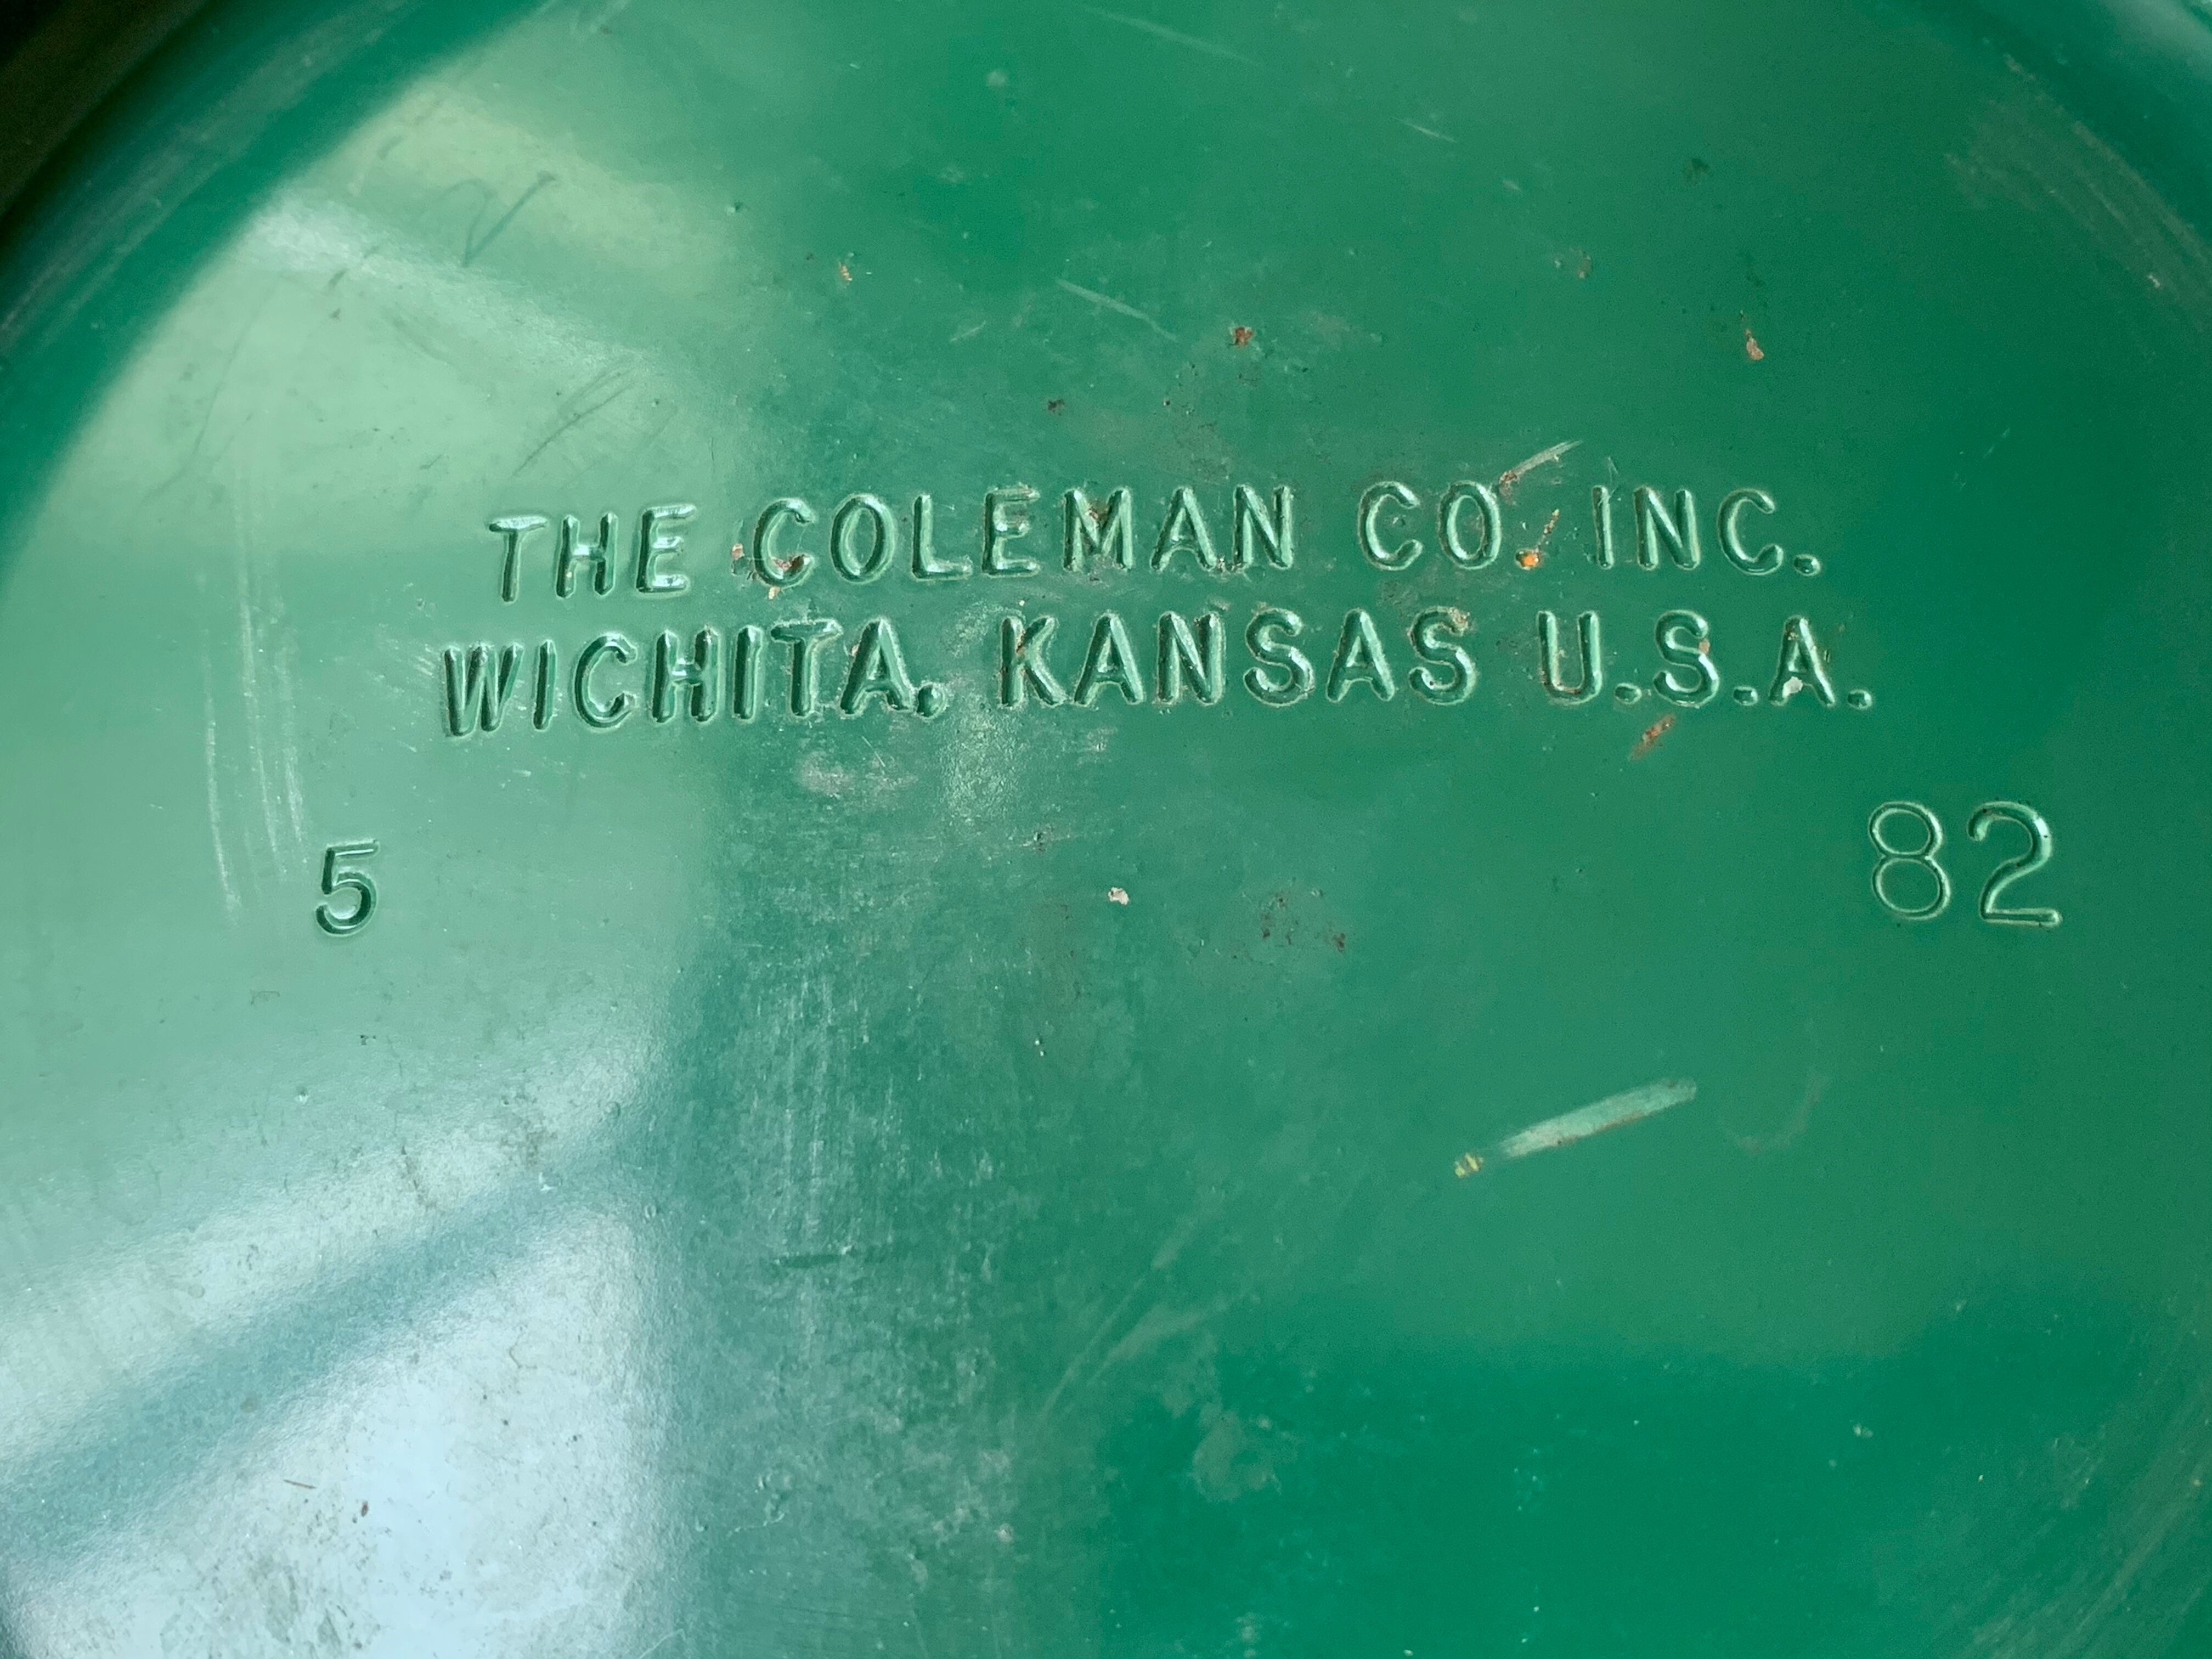 THE COLEMAN CO. INC.
WICHITA, KANSAS U.S.A.
5 82